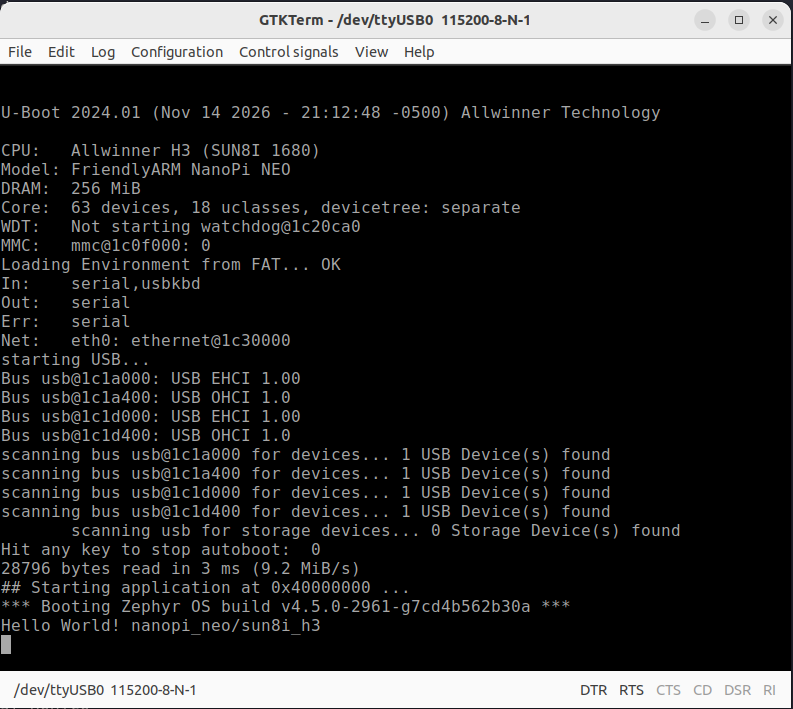 GTKTerm - /dev/ttyUSB0 115200-8-N-1
File Edit Log Configuration Control signals View Help
U-Boot 2024.01 (Nov 14 2026 - 21:12:48 -0500) Allwinner Technology
CPU:   Allwinner H3 (SUN8I 1680)
Model: FriendlyARM NanoPi NEO
DRAM:  256 MiB
Core:  63 devices, 18 uclasses, devicetree: separate
WDT:   Not starting watchdog@1c20ca0
MMC:   mmc@1c0f000: 0
Loading Environment from FAT... OK
In:    serial,usbkbd
Out:   serial
Err:   serial
Net:   eth0: ethernet@1c30000
starting USB...
Bus usb@1c1a000: USB EHCI 1.00
Bus usb@1c1a400: USB OHCI 1.0
Bus usb@1c1d000: USB EHCI 1.00
Bus usb@1c1d400: USB OHCI 1.0
scanning bus usb@1c1a000 for devices... 1 USB Device(s) found
scanning bus usb@1c1a400 for devices... 1 USB Device(s) found
scanning bus usb@1c1d000 for devices... 1 USB Device(s) found
scanning bus usb@1c1d400 for devices... 1 USB Device(s) found
       scanning usb for storage devices... 0 Storage Device(s) found
Hit any key to stop autoboot:  0
28796 bytes read in 3 ms (9.2 MiB/s)
## Starting application at 0x40000000 ...
*** Booting Zephyr OS build v4.5.0-2961-g7cd4b562b30a ***
Hello World! nanopi_neo/sun8i_h3
/dev/ttyUSB0 115200-8-N-1 DTR RTS CTS CD DSR RI